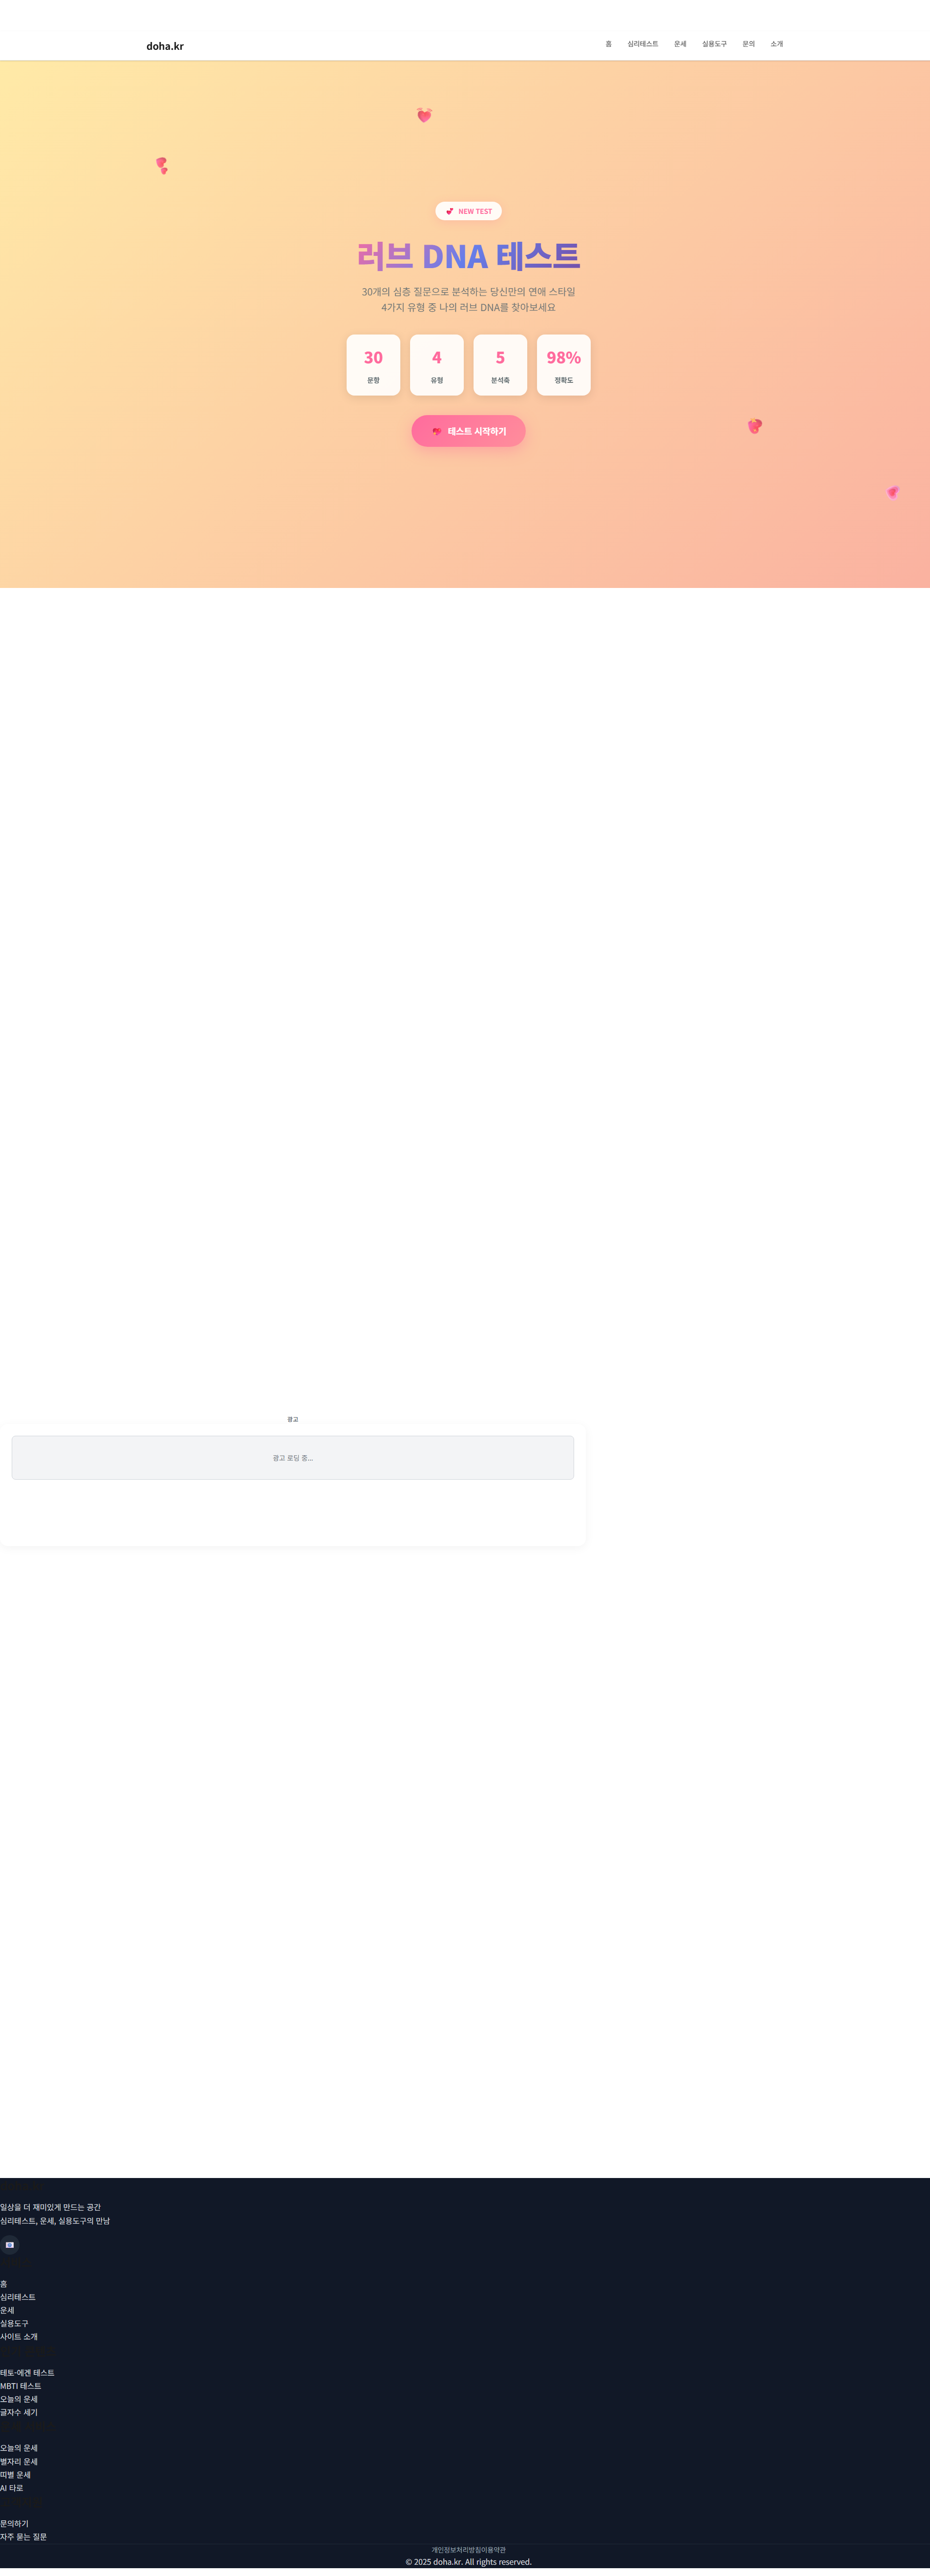 doha.kr
홈
심리테스트
운세
실용도구
문의
소개
NEW TEST
러브 DNA 테스트
30개의 심층 질문으로 분석하는 당신만의 연애 스타일
4가지 유형 중 나의 러브 DNA를 찾아보세요
30
문항
4
유형
5
분석축
98%
정확도
테스트 시작하기
광고
광고 로딩 중...
일상을 더 재미있게 만드는 공간
심리테스트, 운세, 실용도구의 만남
홈
심리테스트
운세
실용도구
사이트 소개
테토-에겐 테스트
MBTI 테스트
오늘의 운세
글자수 세기
오늘의 운세
별자리 운세
띠별 운세
AI 타로
문의하기
자주 묻는 질문
개인정보처리방침이용약관
© 2025 doha.kr. All rights reserved.